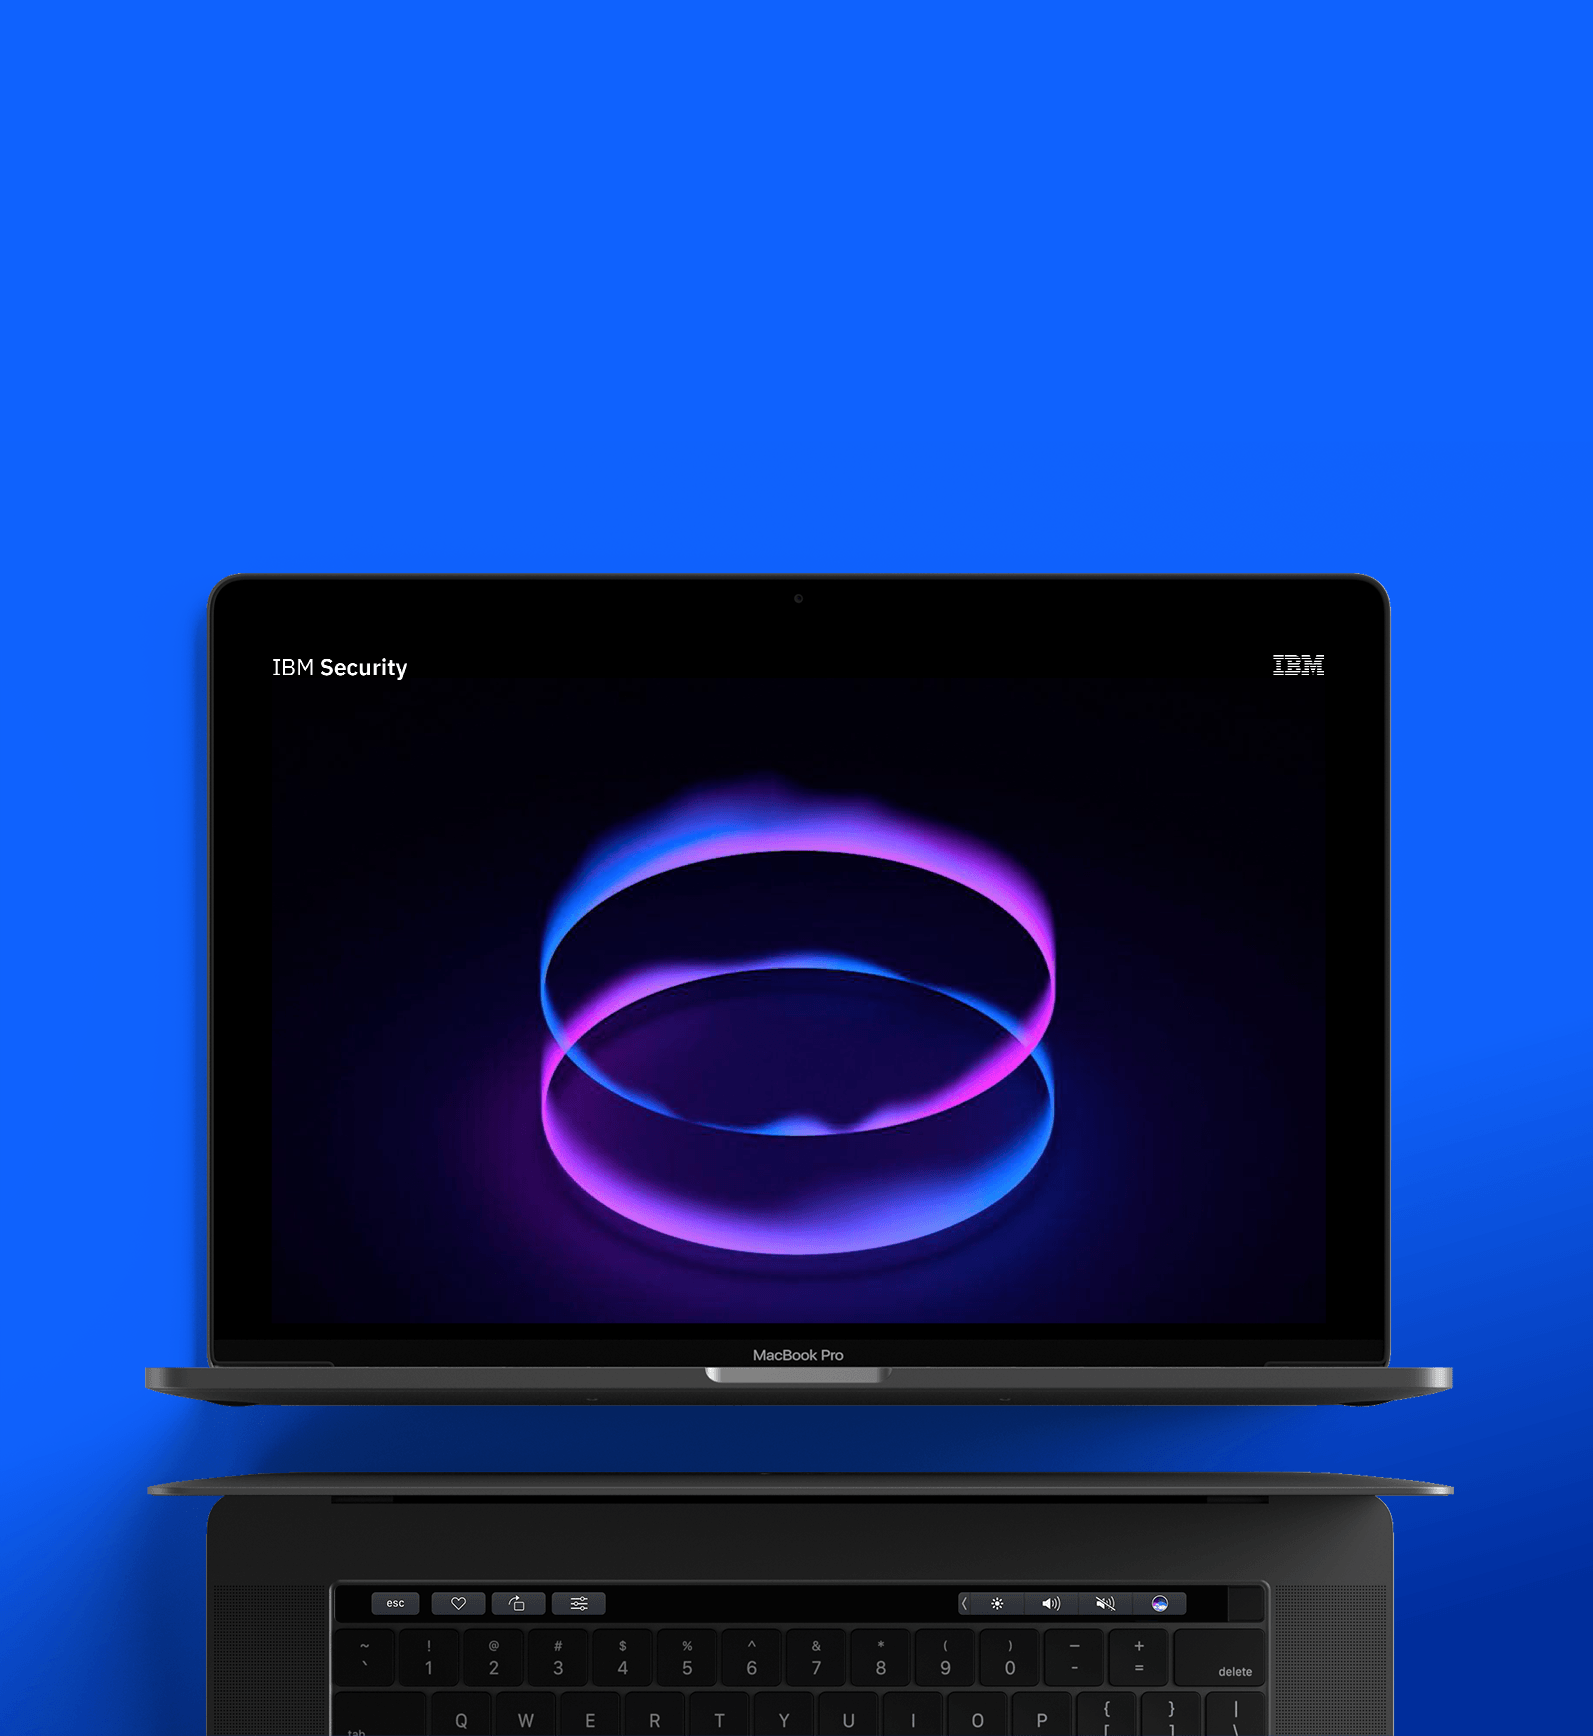 IBM Security
IBM
MacBook Pro
esc
~ ! @ # $ % ^ & * ( ) — +
` 1 2 3 4 5 6 7 8 9 0 - = delete
{ } |
tab Q W E R T Y U I O P [ ] \